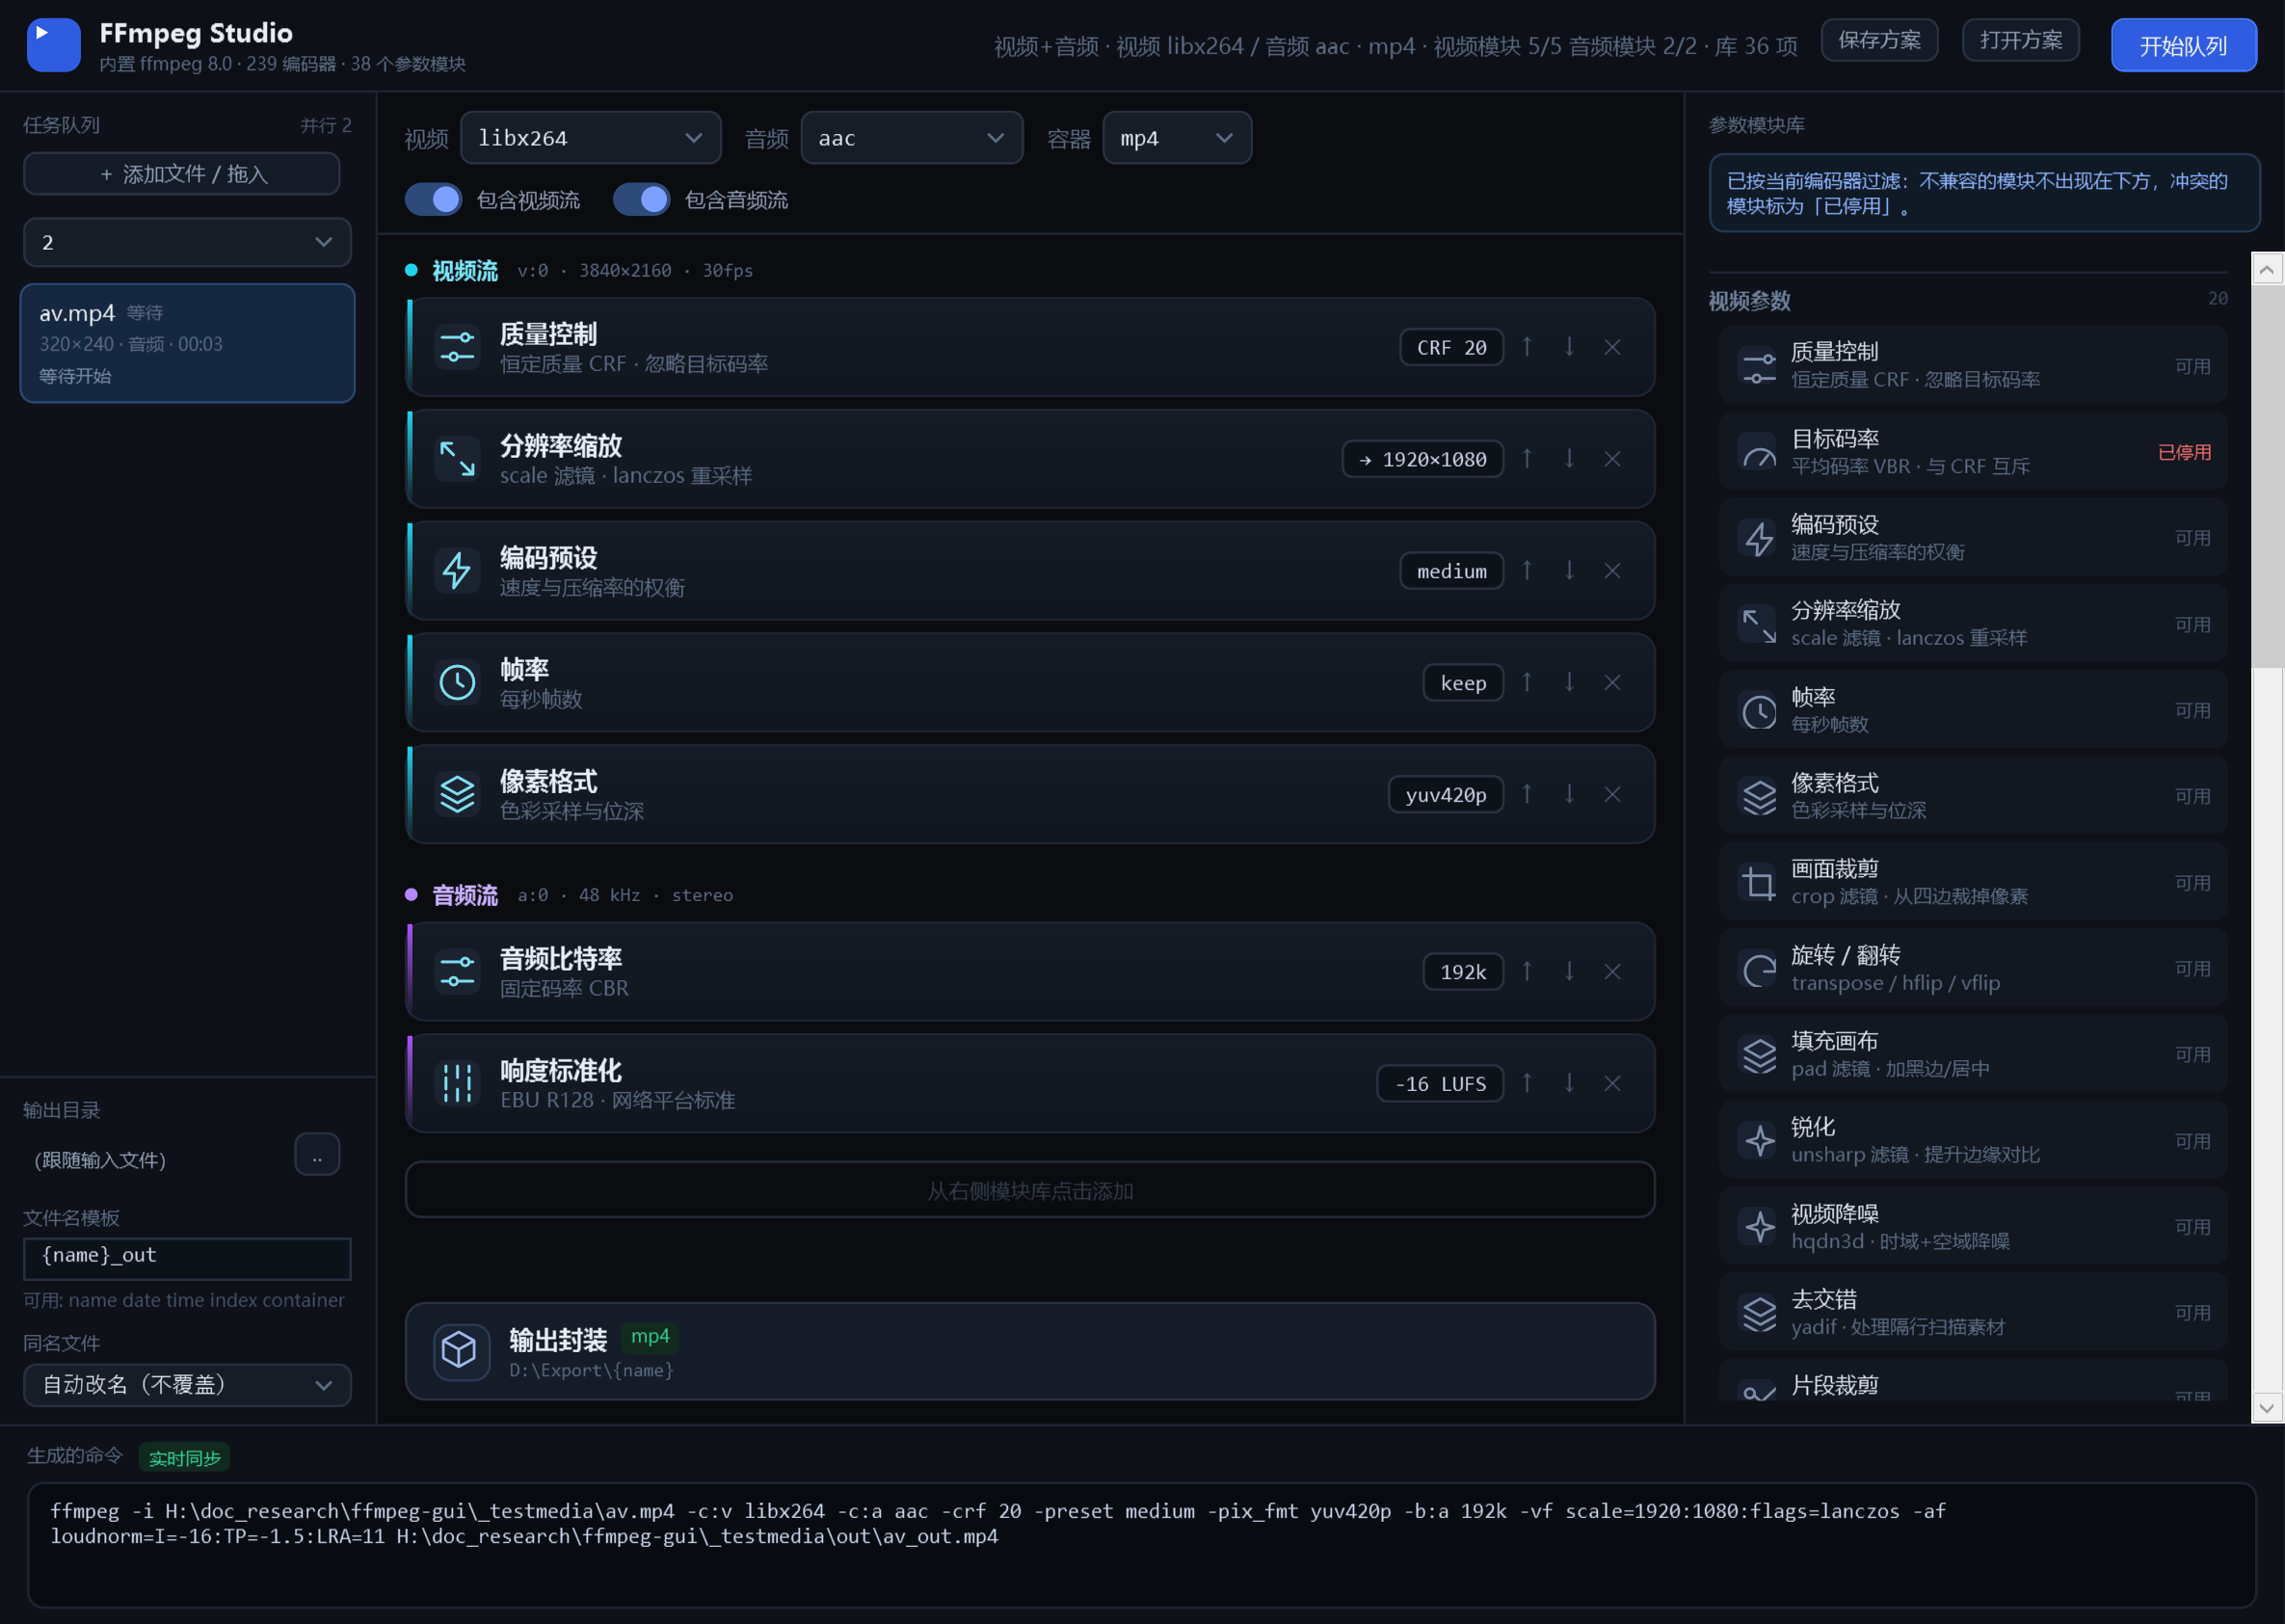 FFmpeg Studio
内置 ffmpeg 8.0 · 239 编码器 · 38 个参数模块
视频+音频 · 视频 libx264 / 音频 aac · mp4 · 视频模块 5/5 音频模块 2/2 · 库 36 项
保存方案
打开方案
开始队列
任务队列
并行 2
+ 添加文件 / 拖入
2
av.mp4 等待
320×240 · 音频 · 00:03
等待开始
输出目录
(跟随输入文件)
..
文件名模板
{name}_out
可用: name date time index container
同名文件
自动改名（不覆盖）
视频 libx264
音频 aac
容器 mp4
包含视频流
包含音频流
视频流 v:0 · 3840×2160 · 30fps
质量控制
恒定质量 CRF · 忽略目标码率
CRF 20 ↑ ↓ ×
分辨率缩放
scale 滤镜 · lanczos 重采样
→ 1920×1080 ↑ ↓ ×
编码预设
速度与压缩率的权衡
medium ↑ ↓ ×
帧率
每秒帧数
keep ↑ ↓ ×
像素格式
色彩采样与位深
yuv420p ↑ ↓ ×
音频流 a:0 · 48 kHz · stereo
音频比特率
固定码率 CBR
192k ↑ ↓ ×
响度标准化
EBU R128 · 网络平台标准
-16 LUFS ↑ ↓ ×
从右侧模块库点击添加
输出封装 mp4
D:\Export\{name}
参数模块库
已按当前编码器过滤：不兼容的模块不出现在下方，冲突的
模块标为「已停用」。
视频参数
20
质量控制
恒定质量 CRF · 忽略目标码率
可用
目标码率
平均码率 VBR · 与 CRF 互斥
已停用
编码预设
速度与压缩率的权衡
可用
分辨率缩放
scale 滤镜 · lanczos 重采样
可用
帧率
每秒帧数
可用
像素格式
色彩采样与位深
可用
画面裁剪
crop 滤镜 · 从四边裁掉像素
可用
旋转 / 翻转
transpose / hflip / vflip
可用
填充画布
pad 滤镜 · 加黑边/居中
可用
锐化
unsharp 滤镜 · 提升边缘对比
可用
视频降噪
hqdn3d · 时域+空域降噪
可用
去交错
yadif · 处理隔行扫描素材
可用
片段裁剪
可用
生成的命令 实时同步
ffmpeg -i H:\doc_research\ffmpeg-gui\_testmedia\av.mp4 -c:v libx264 -c:a aac -crf 20 -preset medium -pix_fmt yuv420p -b:a 192k -vf scale=1920:1080:flags=lanczos -af
loudnorm=I=-16:TP=-1.5:LRA=11 H:\doc_research\ffmpeg-gui\_testmedia\out\av_out.mp4